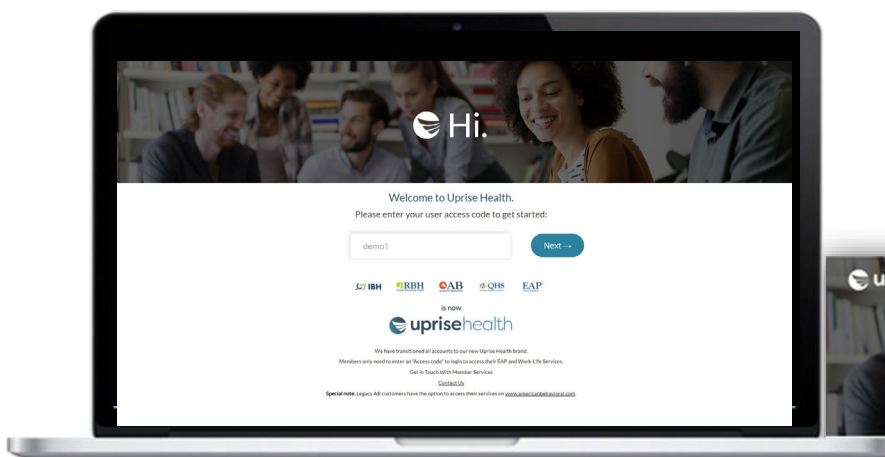 Hi.
Welcome to Uprise Health.
Please enter your user access code to get started:
demo1
Next →
IBH RBH AB QHS EAP
is now
uprisehealth
We have transitioned all accounts to our new Uprise Health brand.
Members only need to enter an "Access code" to login to access their EAP and Work-Life Services.
Get in Touch With Member Services
Contact Us
Special note: Legacy AB customers have the option to access their services on www.americanbehavioral.com.
u